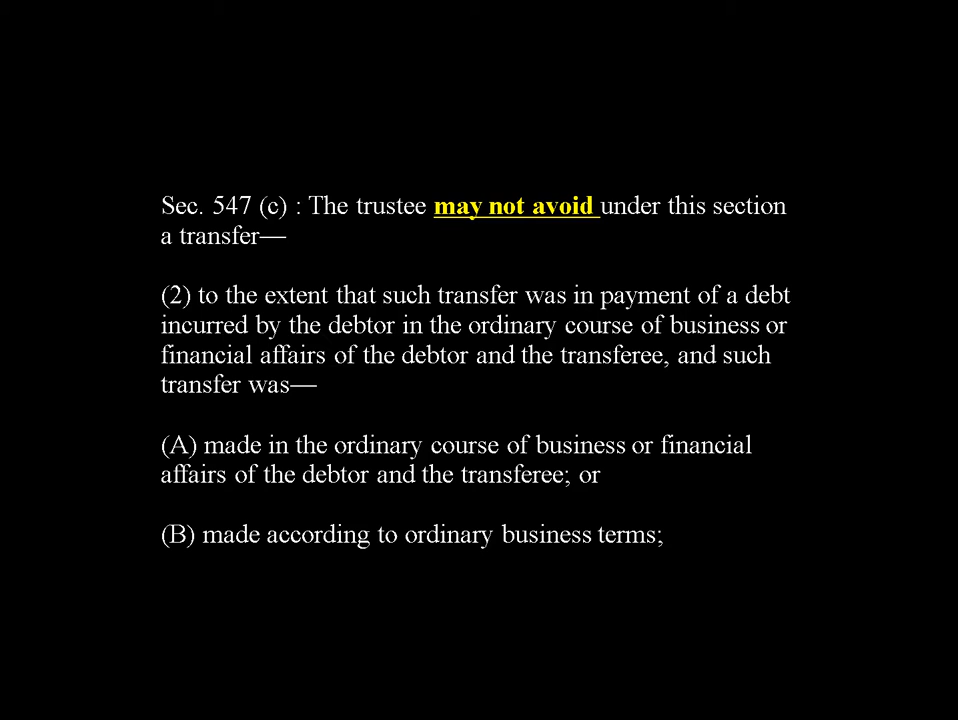 Sec. 547 (c) : The trustee may not avoid under this section
a transfer—
(2) to the extent that such transfer was in payment of a debt
incurred by the debtor in the ordinary course of business or
financial affairs of the debtor and the transferee, and such
transfer was—
(A) made in the ordinary course of business or financial
affairs of the debtor and the transferee; or
(B) made according to ordinary business terms;